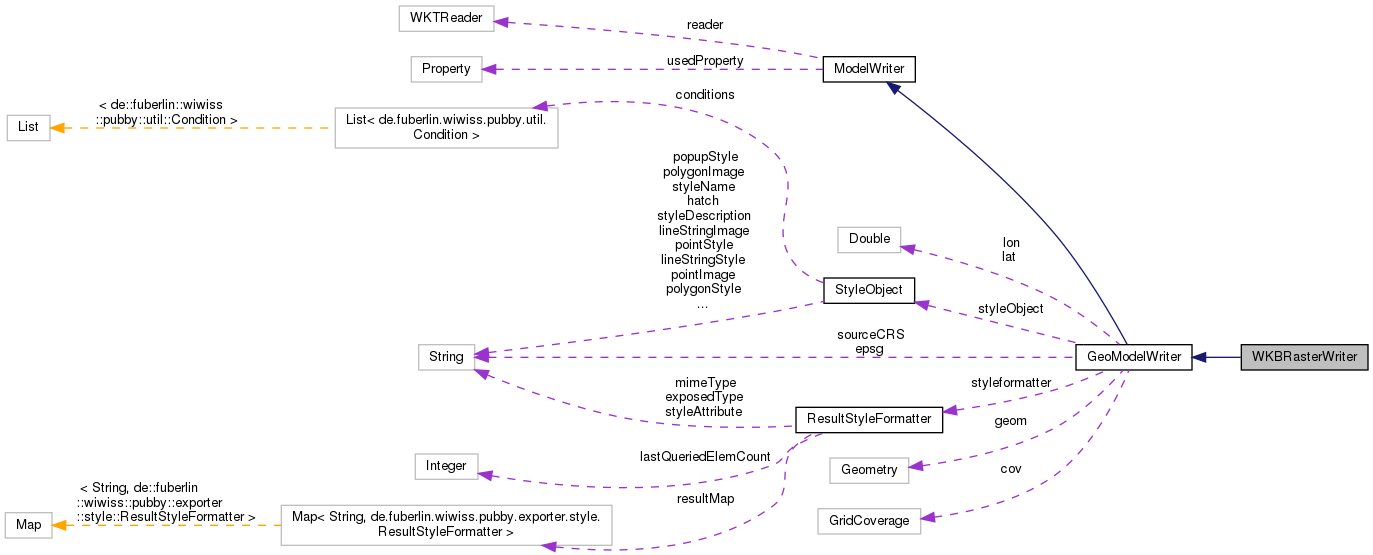 WKTReader
reader
Property
usedProperty
ModelWriter
< de::fuberlin::wiwiss
::pubby::util::Condition >
List
List< de.fuberlin.wiwiss.pubby.util.
Condition >
conditions
popupStyle
polygonImage
styleName
hatch
styleDescription
lineStringImage
pointStyle
lineStringStyle
pointImage
polygonStyle
...
Double
lon
lat
StyleObject
styleObject
String
sourceCRS
epsg
GeoModelWriter
WKBRasterWriter
mimeType
exposedType
styleAttribute
ResultStyleFormatter
styleformatter
Integer
lastQueriedElemCount
Geometry
geom
cov
GridCoverage
< String, de::fuberlin
::wiwiss::pubby::exporter
::style::ResultStyleFormatter >
Map
Map< String, de.fuberlin.wiwiss.pubby.exporter.style.
ResultStyleFormatter >
resultMap